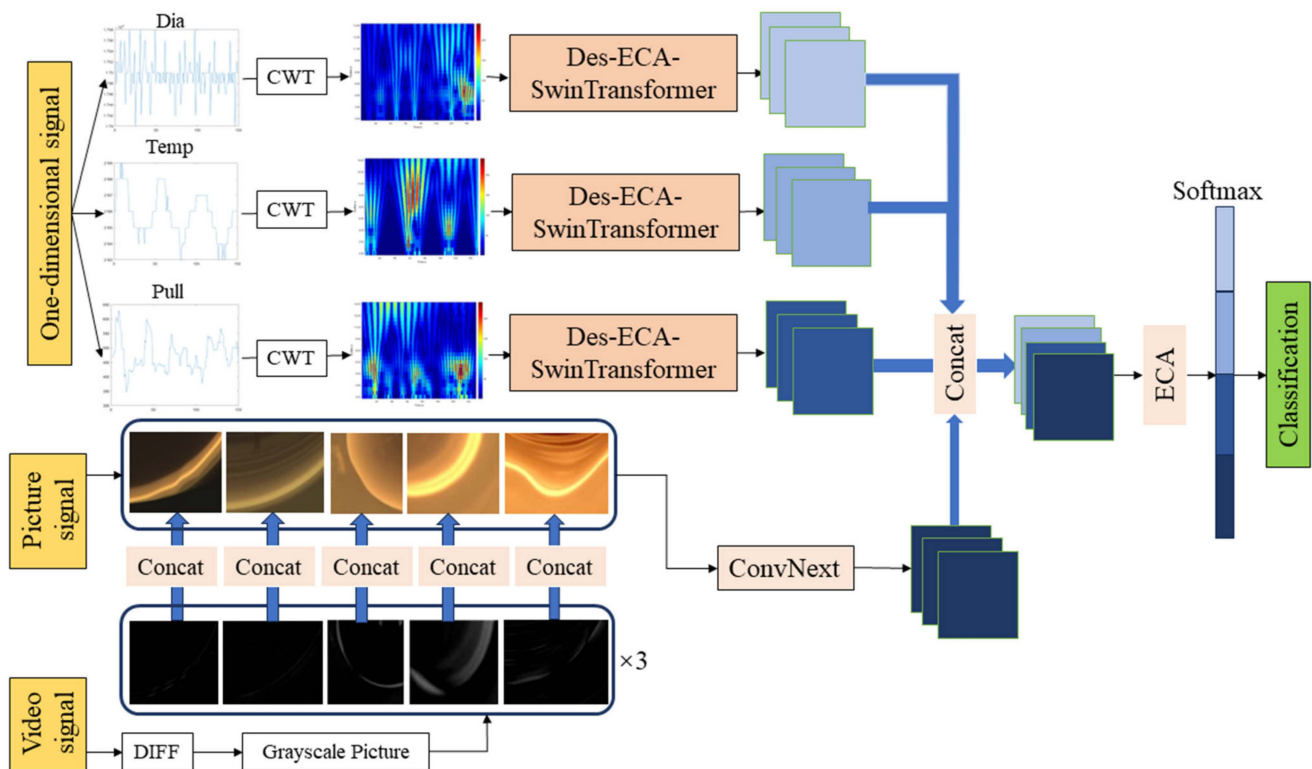 Dia
CWT
Des-ECA-
SwinTransformer
One-dimensional signal
Temp
CWT
Des-ECA-
SwinTransformer
Softmax
Pull
CWT
Des-ECA-
SwinTransformer
Concat
ECA
Classification
Picture
signal
Concat
Concat
Concat
Concat
Concat
ConvNext
×3
Video
signal
DIFF
Grayscale Picture